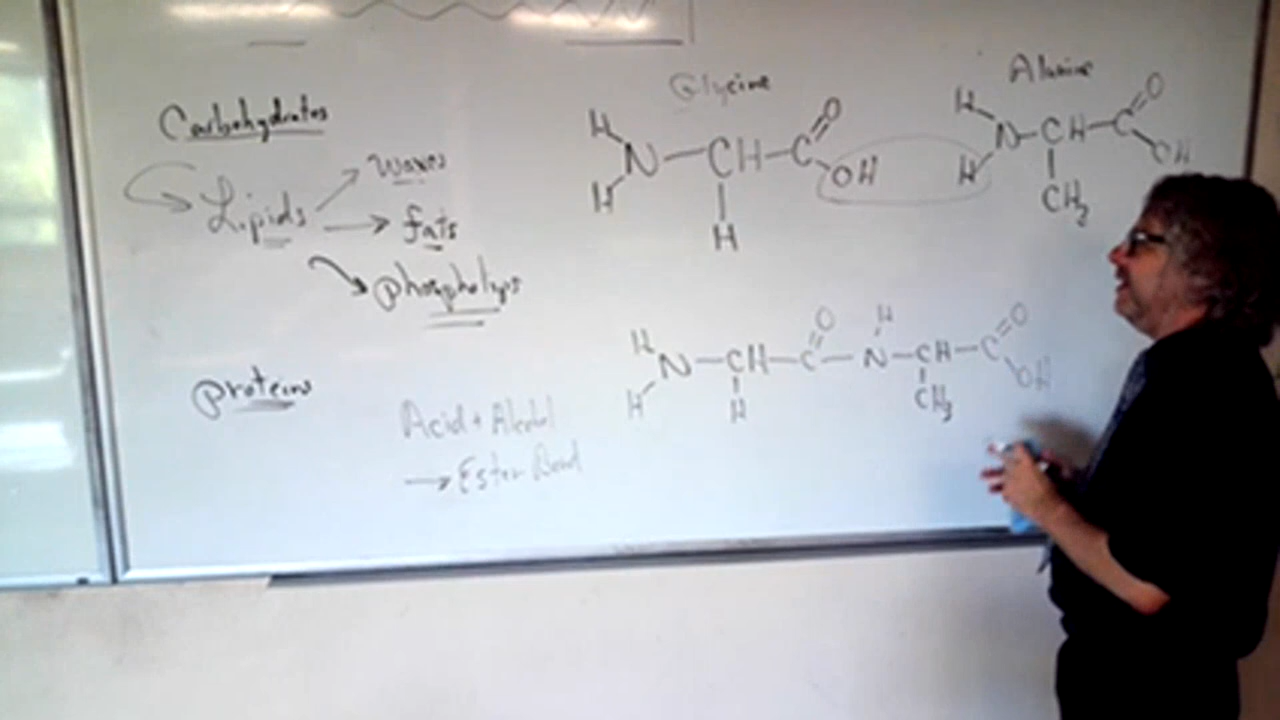 Carbohydrates
Lipids
waxes
fats
phospholips
proteins
Acid + Alcohol
→ Ester Bond
Glycine
H
N — CH — C
O
OH
H
H
Alanine
H
N — CH — C
O
OH
H
CH3
H
N — CH — C — N — CH — C
O
H
O
OH
H
H
CH3